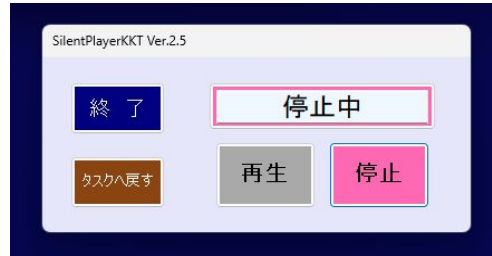 SilentPlayerKKT Ver.2.5
終 了
停止中
タスクへ戻す
再生
停止